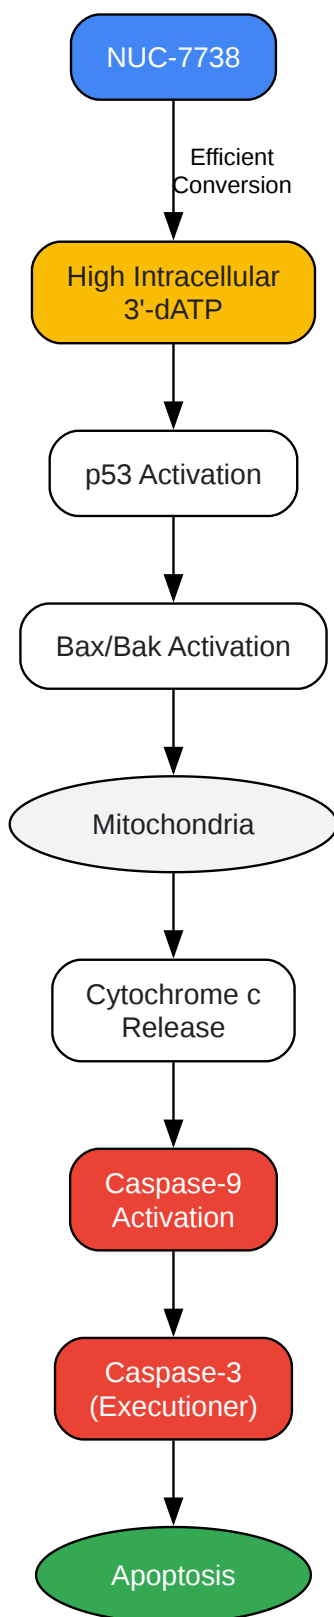 NUC-7738
Efficient
Conversion
High Intracellular
3'-dATP
p53 Activation
Bax/Bak Activation
Mitochondria
Cytochrome c
Release
Caspase-9
Activation
Caspase-3
(Executioner)
Apoptosis